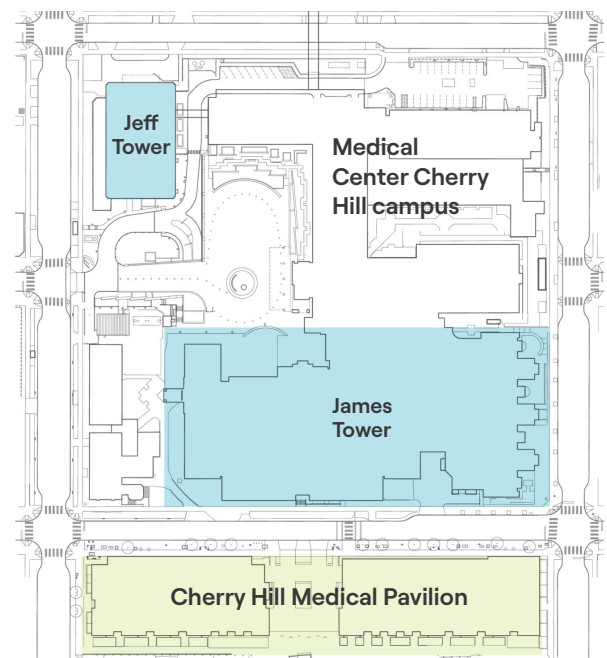 Jeff
Tower
Medical
Center Cherry
Hill campus
James
Tower
Cherry Hill Medical Pavilion